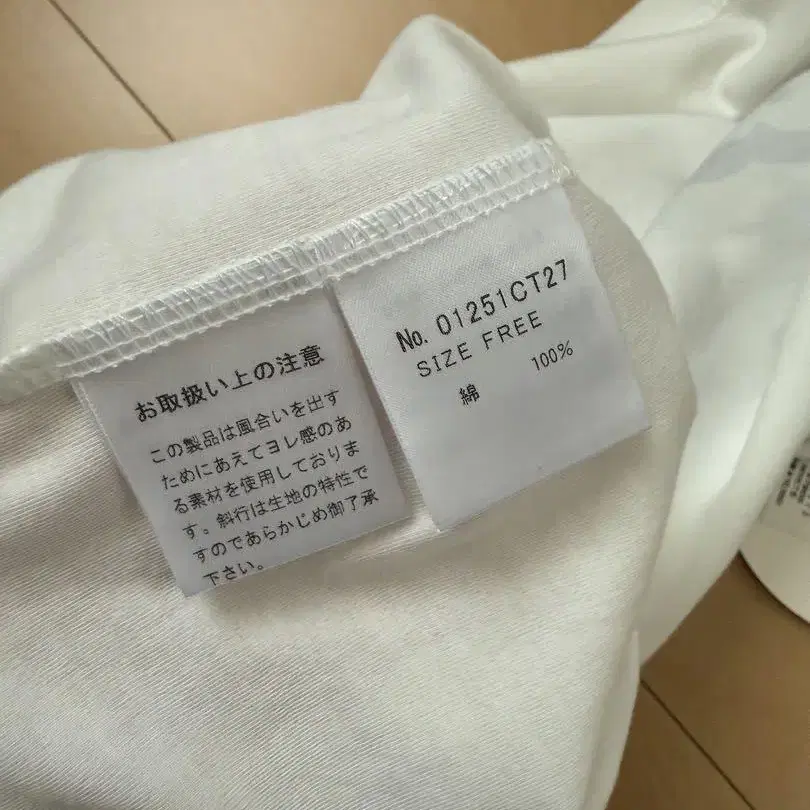 お取扱い上の注意
この製品は風合いを出す
ためにあえてヨレ感のあ
る素材を使用しておりま
す。斜行は生地の特性で
すのであらかじめ御了承
下さい。
No. 01251CT27
SIZE FREE
綿 100%